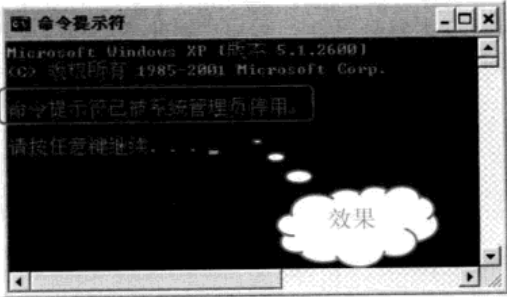 命令提示符
Microsoft Windows XP [版本 5.1.2600]
(C) 版权所有 1985-2001 Microsoft Corp.
命令提示符已被系统管理员停用。
请按任意键继续. . .
效果